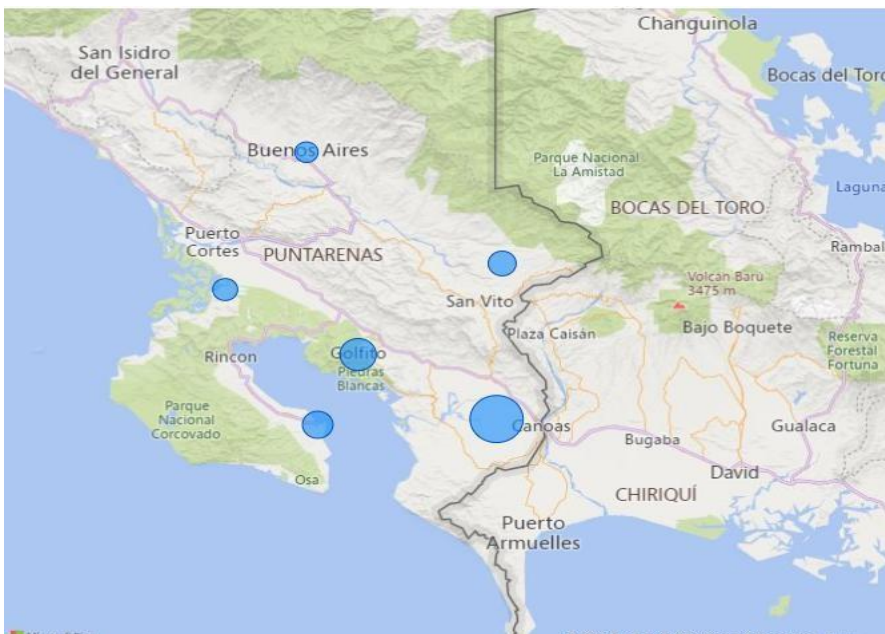 Changuinola
San Isidro
del General
Bocas del Toro
Buenos Aires
Parque Nacional
La Amistad
Laguna
BOCAS DEL TORO
Puerto
Cortes
PUNTARENAS
Rambal
Volcán Barú
3475 m
San Vito
Plaza Caisán
Bajo Boquete
Reserva
Forestal
Fortuna
Rincon
Golfito
Piedras
Blancas
Parque
Nacional
Corcovado
Canoas
Bugaba
Gualaca
David
Osa
CHIRIQUÍ
Puerto
Armuelles